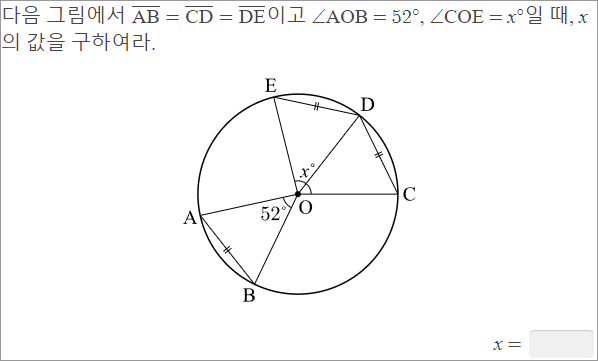 다음 그림에서 AB = CD = DE이고 ∠AOB = 52°, ∠COE = x°일 때, x
의 값을 구하여라.
E
D
x°
C
O
52°
A
B
x =